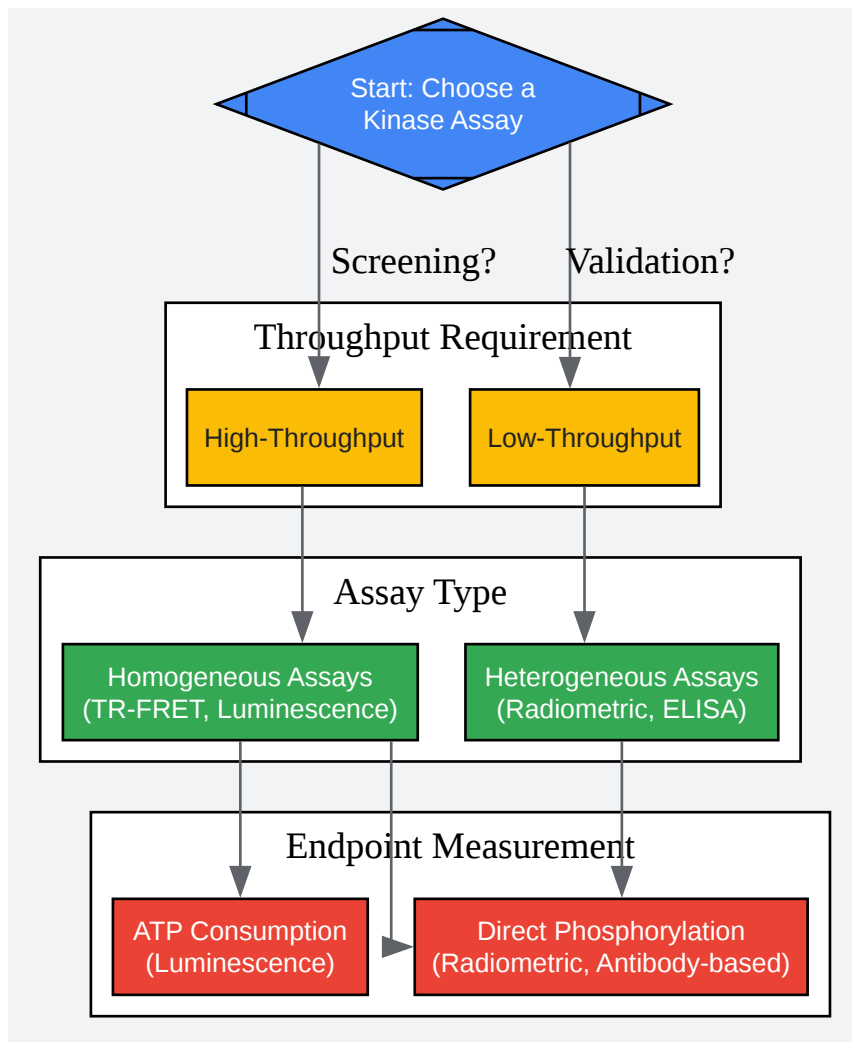 Start: Choose a
Kinase Assay
Screening?
Validation?
Throughput Requirement
High-Throughput
Low-Throughput
Assay Type
Homogeneous Assays
(TR-FRET, Luminescence)
Heterogeneous Assays
(Radiometric, ELISA)
Endpoint Measurement
ATP Consumption
(Luminescence)
Direct Phosphorylation
(Radiometric, Antibody-based)